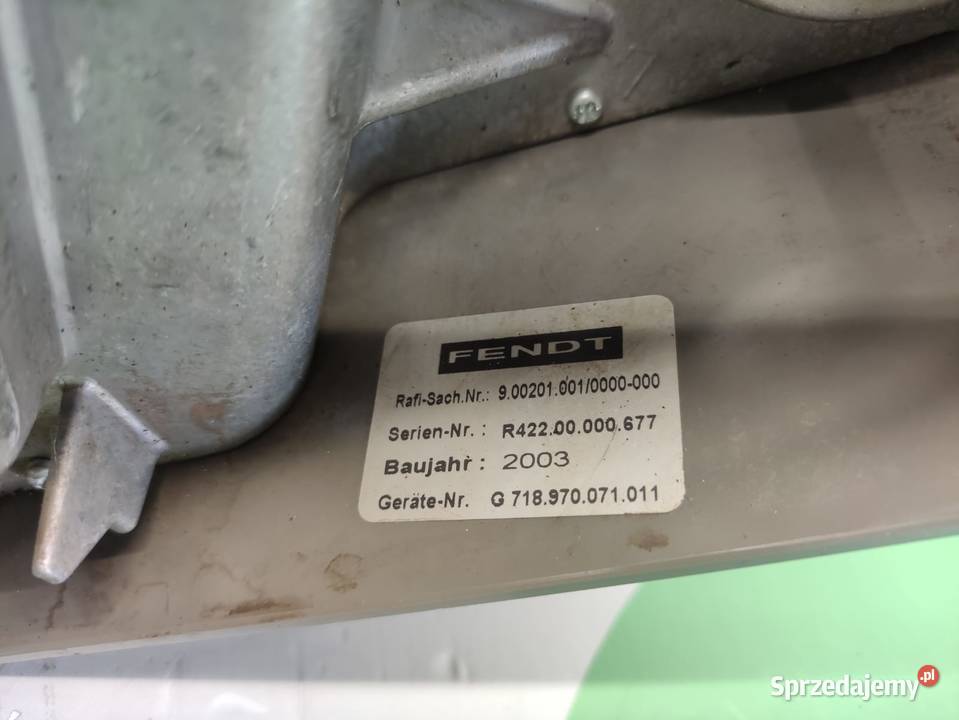 FENDT
Rafi-Sach.Nr.: 9.00201.001/0000-000
Serien-Nr. : R422.00.000.677
Baujahr : 2003
Geräte-Nr. G 718.970.071.011
Sprzedajemy.pl